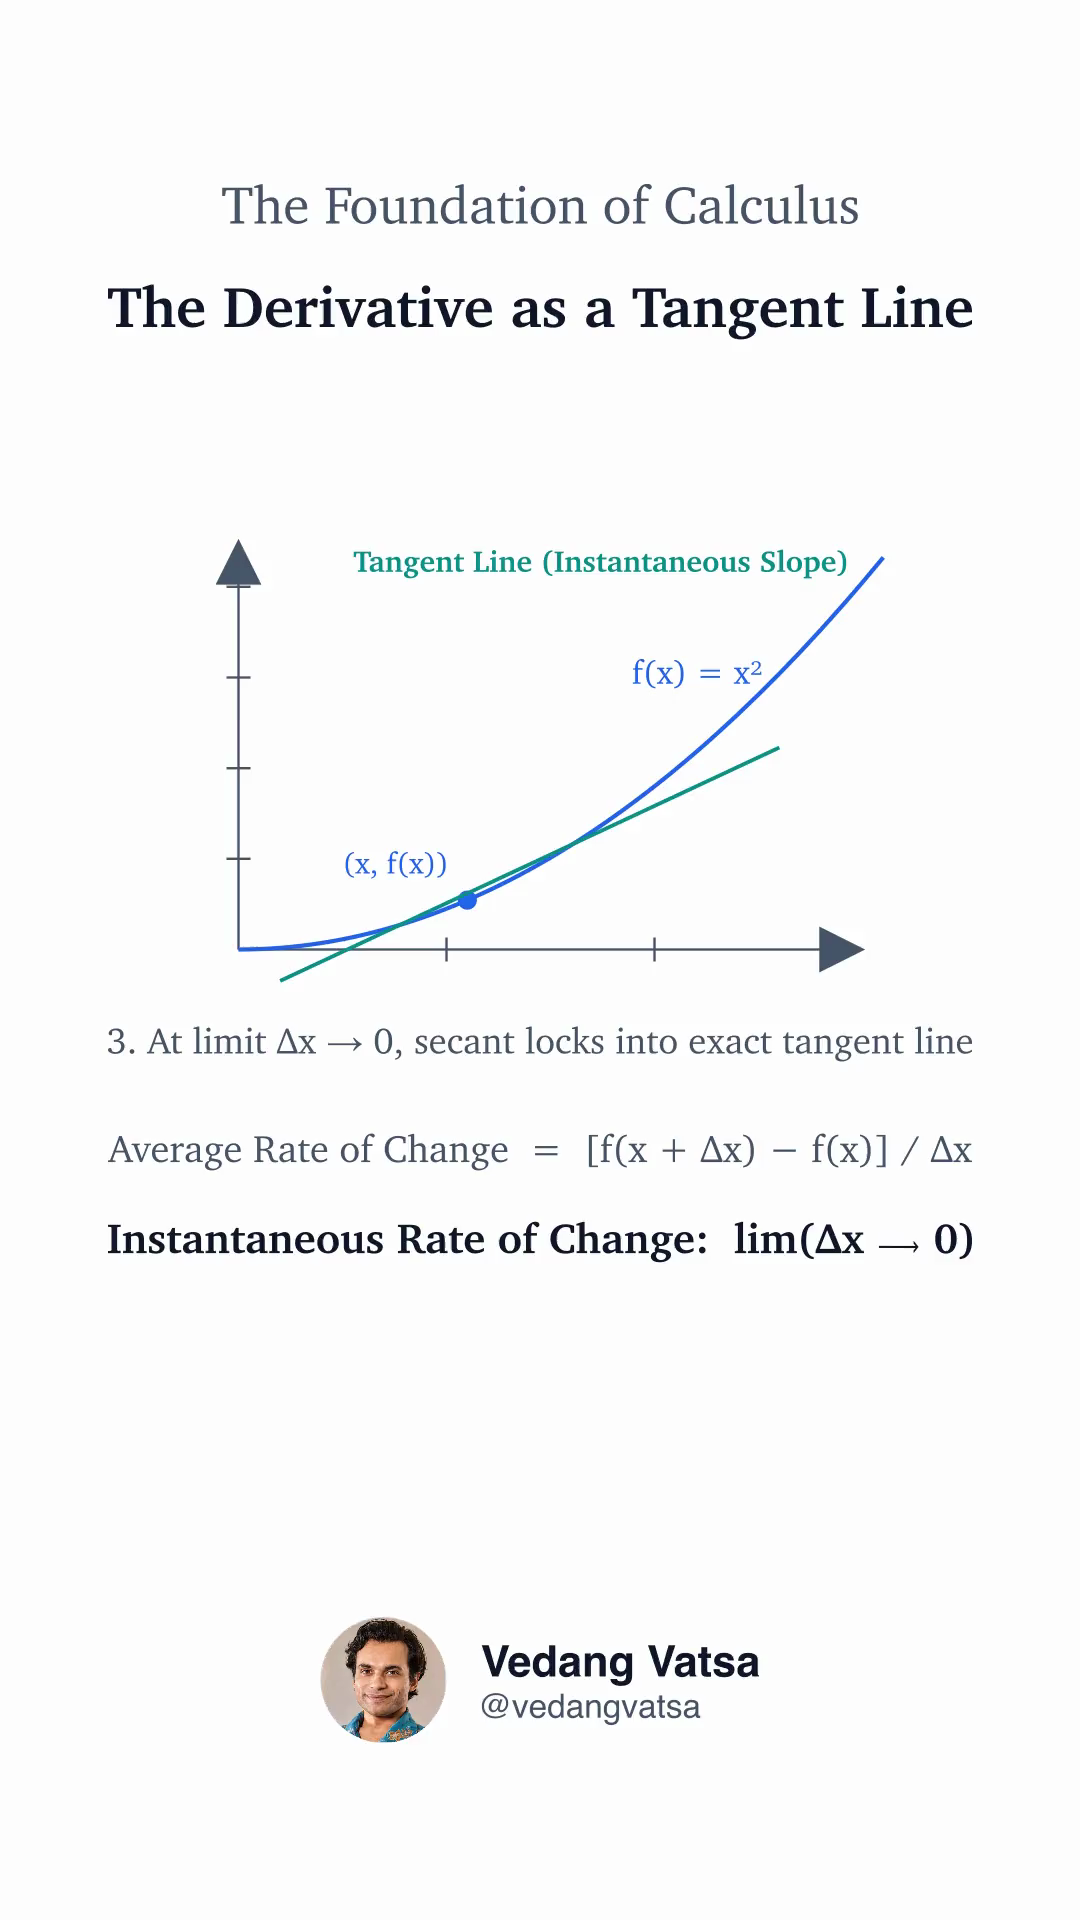 The Foundation of Calculus
The Derivative as a Tangent Line
Tangent Line (Instantaneous Slope)
f(x) = x²
(x, f(x))
3. At limit Δx → 0, secant locks into exact tangent line
Average Rate of Change = [f(x + Δx) − f(x)] / Δx
Instantaneous Rate of Change: lim(Δx → 0)
Vedang Vatsa
@vedangvatsa